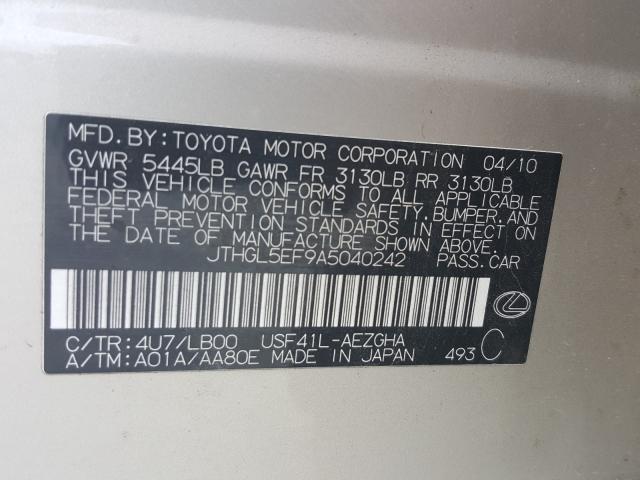 MFD.BY:TOYOTA MOTOR CORPORATION 04/10
GVWR 5445LB GAWR FR 3130LB RR 3130LB
THIS VEHICLE CONFORMS TO ALL APPLICABLE
FEDERAL MOTOR VEHICLE SAFETY,BUMPER,AND
THEFT PREVENTION STANDARDS IN EFFECT ON
THE DATE OF MANUFACTURE SHOWN ABOVE.
JTHGL5EF9A5040242 PASS.CAR
C/TR:4U7/LB00 USF41L-AEZGHA
A/TM:A01A/AA80E MADE IN JAPAN 493 C